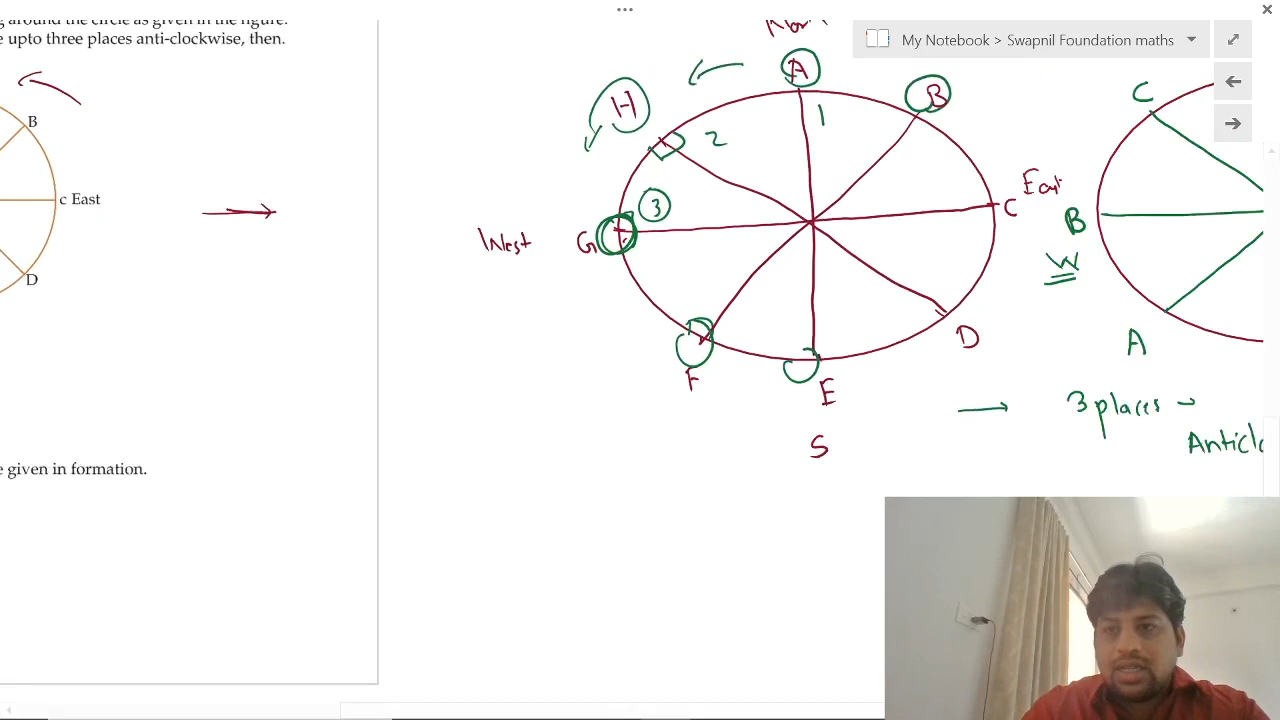 around the circle as given in the figure.
upto three places anti-clockwise, then.
My Notebook > Swapnil Foundation maths
B
c East
D
given in formation.
A
B
H
1
2
3
East
C
West
G
D
F
E
S
C
B
W
A
3 places